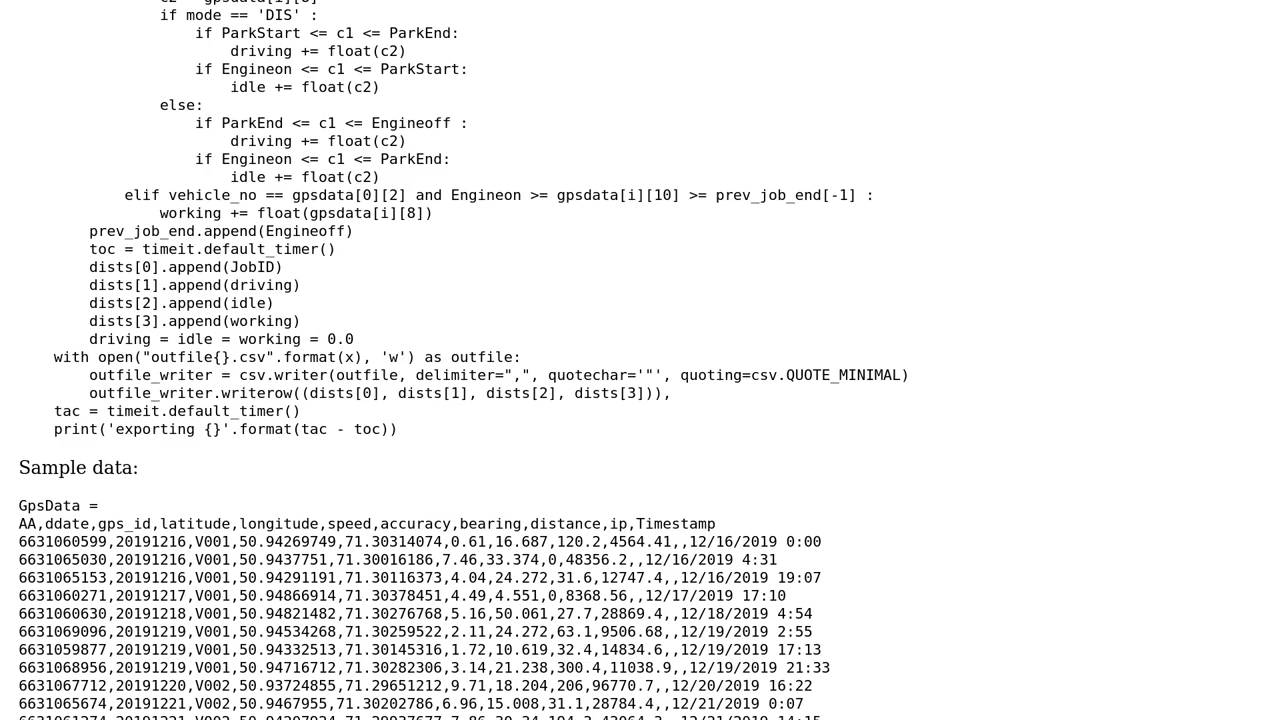 if mode == 'DIS' :
if ParkStart <= c1 <= ParkEnd:
driving += float(c2)
if Engineon <= c1 <= ParkStart:
idle += float(c2)
else:
if ParkEnd <= c1 <= Engineoff :
driving += float(c2)
if Engineon <= c1 <= ParkEnd:
idle += float(c2)
elif vehicle_no == gpsdata[0][2] and Engineon >= gpsdata[i][10] >= prev_job_end[-1] :
working += float(gpsdata[i][8])
prev_job_end.append(Engineoff)
toc = timeit.default_timer()
dists[0].append(JobID)
dists[1].append(driving)
dists[2].append(idle)
dists[3].append(working)
driving = idle = working = 0.0
with open("outfile{}.csv".format(x), 'w') as outfile:
outfile_writer = csv.writer(outfile, delimiter=",", quotechar='"', quoting=csv.QUOTE_MINIMAL)
outfile_writer.writerow((dists[0], dists[1], dists[2], dists[3])),
tac = timeit.default_timer()
print('exporting {}'.format(tac - toc))
Sample data:
GpsData =
AA,ddate,gps_id,latitude,longitude,speed,accuracy,bearing,distance,ip,Timestamp
6631060599,20191216,V001,50.94269749,71.30314074,0.61,16.687,120.2,4564.41,,12/16/2019 0:00
6631065030,20191216,V001,50.9437751,71.30016186,7.46,33.374,0,48356.2,,12/16/2019 4:31
6631065153,20191216,V001,50.94291191,71.30116373,4.04,24.272,31.6,12747.4,,12/16/2019 19:07
6631060271,20191217,V001,50.94866914,71.30378451,4.49,4.551,0,8368.56,,12/17/2019 17:10
6631060630,20191218,V001,50.94821482,71.30276768,5.16,50.061,27.7,28869.4,,12/18/2019 4:54
6631069096,20191219,V001,50.94534268,71.30259522,2.11,24.272,63.1,9506.68,,12/19/2019 2:55
6631059877,20191219,V001,50.94332513,71.30145316,1.72,10.619,32.4,14834.6,,12/19/2019 17:13
6631068956,20191219,V001,50.94716712,71.30282306,3.14,21.238,300.4,11038.9,,12/19/2019 21:33
6631067712,20191220,V002,50.93724855,71.29651212,9.71,18.204,206,96770.7,,12/20/2019 16:22
6631065674,20191221,V002,50.9467955,71.30202786,6.96,15.008,31.1,28784.4,,12/21/2019 0:07